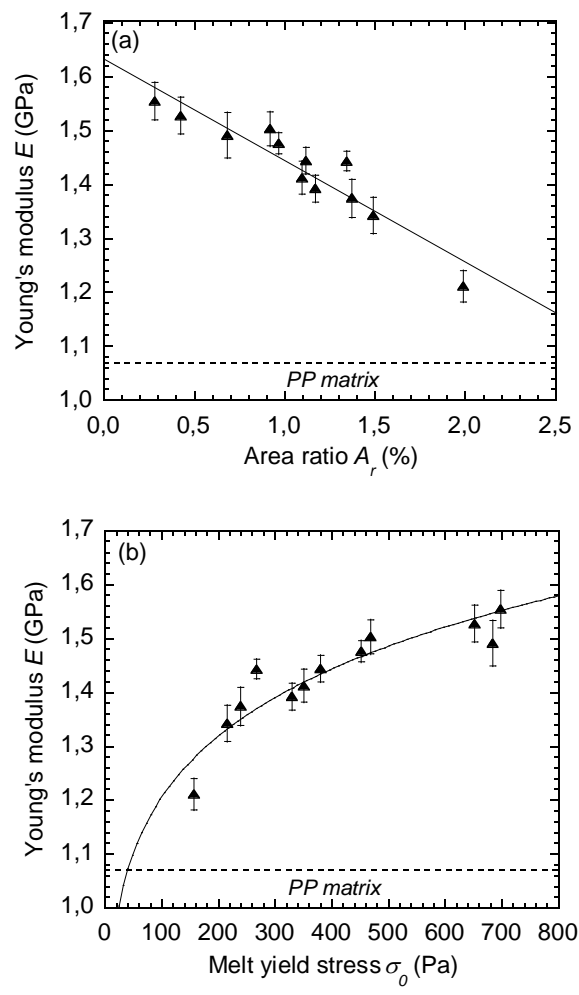 (a)
1,7
1,6
1,5
1,4
1,3
1,2
1,1
1,0
Young's modulus E (GPa)
PP matrix
0,0 0,5 1,0 1,5 2,0 2,5
Area ratio A_r (%)
(b)
1,7
1,6
1,5
1,4
1,3
1,2
1,1
1,0
Young's modulus E (GPa)
PP matrix
0 100 200 300 400 500 600 700 800
Melt yield stress σ_0 (Pa)